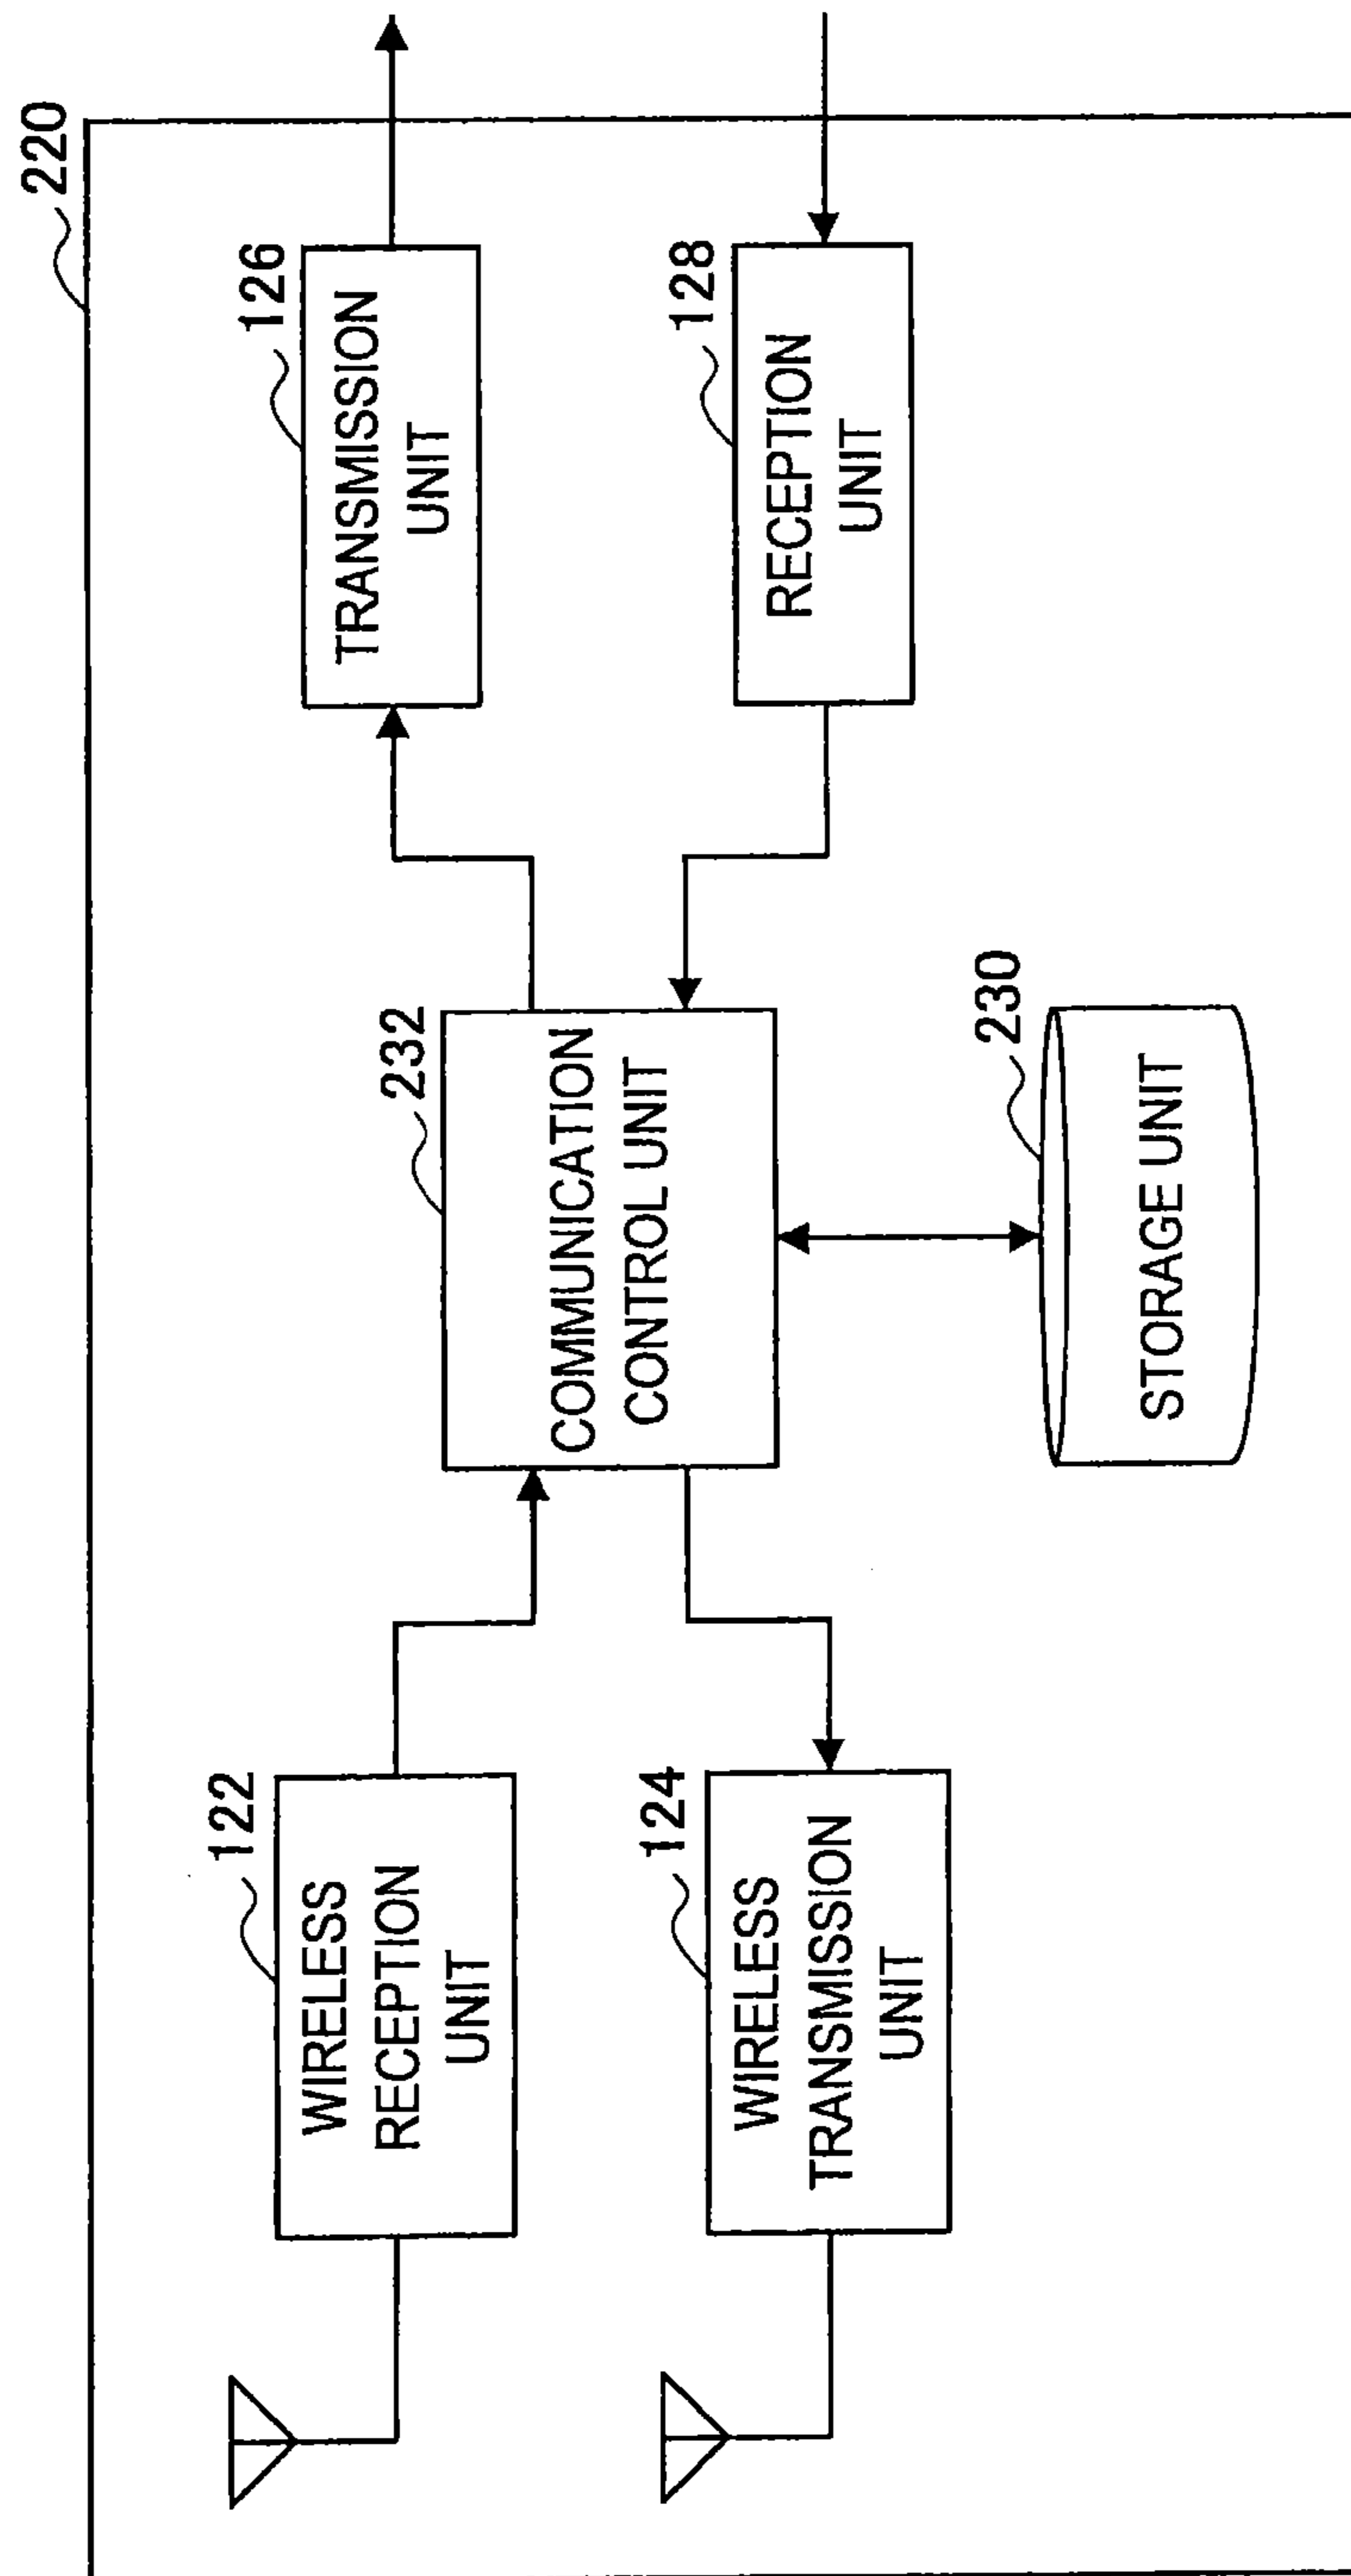 220
122
WIRELESS
RECEPTION
UNIT
124
WIRELESS
TRANSMISSION
UNIT
232
COMMUNICATION
CONTROL UNIT
230
STORAGE UNIT
126
TRANSMISSION
UNIT
128
RECEPTION
UNIT